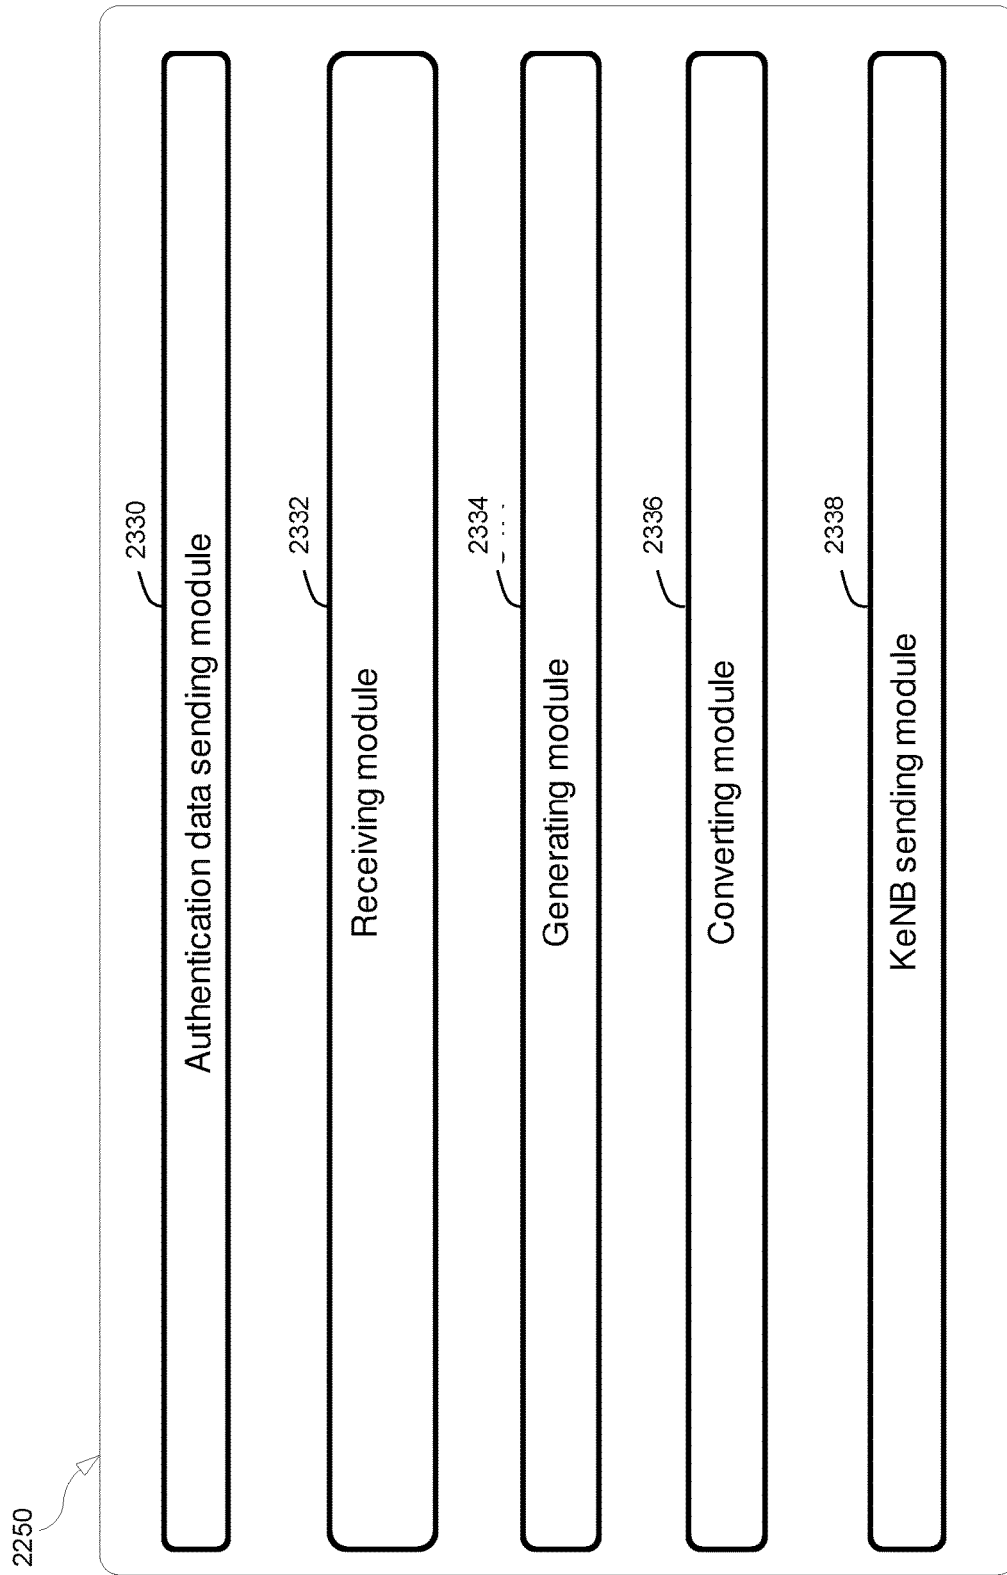 2250
2330
Authentication data sending module
2332
Receiving module
2334
Generating module
2336
Converting module
2338
KeNB sending module